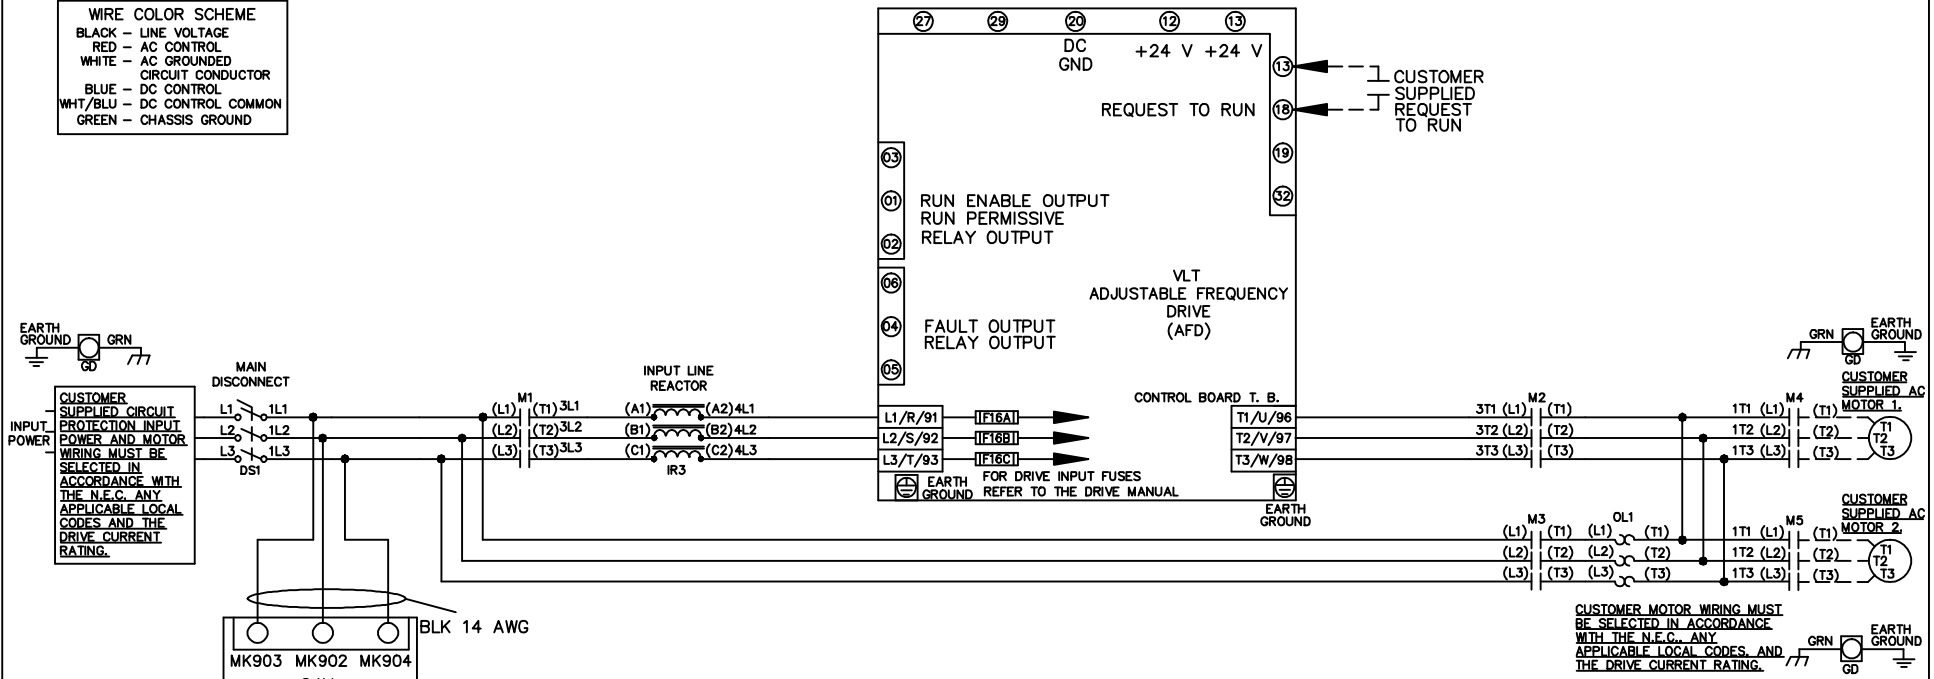 WIRE COLOR SCHEME
BLACK – LINE VOLTAGE
RED – AC CONTROL
WHITE – AC GROUNDED
CIRCUIT CONDUCTOR
BLUE – DC CONTROL
WHT/BLU – DC CONTROL COMMON
GREEN – CHASSIS GROUND
27 29 20 12 13
DC
GND
+24 V +24 V
13
REQUEST TO RUN 18
19
32
CUSTOMER
SUPPLIED
REQUEST
TO RUN
03
01
02
RUN ENABLE OUTPUT
RUN PERMISSIVE
RELAY OUTPUT
06
04
05
FAULT OUTPUT
RELAY OUTPUT
VLT
ADJUSTABLE FREQUENCY
DRIVE
(AFD)
CONTROL BOARD T. B.
EARTH
GROUND
GRN
GD
INPUT
POWER
CUSTOMER
SUPPLIED CIRCUIT
PROTECTION INPUT
POWER AND MOTOR
WIRING MUST BE
SELECTED IN
ACCORDANCE WITH
THE N.E.C. ANY
APPLICABLE LOCAL
CODES AND THE
DRIVE CURRENT
RATING.
MAIN
DISCONNECT
L1 1L1
L2 1L2
L3 1L3
DS1
M1
(L1) (T1) 3L1
(L2) (T2) 3L2
(L3) (T3) 3L3
INPUT LINE
REACTOR
(A1) (A2) 4L1
(B1) (B2) 4L2
(C1) (C2) 4L3
IR3
L1/R/91 F16A
L2/S/92 F16B
L3/T/93 F16C
EARTH
GROUND
FOR DRIVE INPUT FUSES
REFER TO THE DRIVE MANUAL
T1/U/96
T2/V/97
T3/W/98
EARTH
GROUND
M2
3T1 (L1) (T1)
3T2 (L2) (T2)
3T3 (L3) (T3)
M4
1T1 (L1) (T1)
1T2 (L2) (T2)
1T3 (L3) (T3)
GRN
GD
EARTH
GROUND
CUSTOMER
SUPPLIED AC
MOTOR 1.
T1
T2
T3
M3 OL1
(L1) (T1) (L1) (T1)
(L2) (T2) (L2) (T2)
(L3) (T3) (L3) (T3)
M5
1T1 (L1) (T1)
1T2 (L2) (T2)
1T3 (L3) (T3)
CUSTOMER
SUPPLIED AC
MOTOR 2.
T1
T2
T3
CUSTOMER MOTOR WIRING MUST
BE SELECTED IN ACCORDANCE
WITH THE N.E.C., ANY
APPLICABLE LOCAL CODES, AND
THE DRIVE CURRENT RATING.
GRN
GD
EARTH
GROUND
BLK 14 AWG
MK903 MK902 MK904